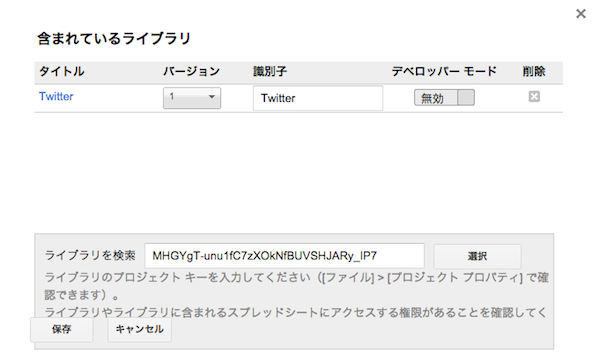 含まれているライブラリ
タイトル バージョン 識別子 デベロッパー モード 削除
Twitter 1 Twitter 無効
ライブラリを検索 MHGYgT-unu1fC7zXOkNfBUVSHJARy_IP7 選択
ライブラリのプロジェクト キーを入力してください（[ファイル] > [プロジェクト プロパティ] で確
認できます）。
ライブラリやライブラリに含まれるスプレッドシートにアクセスする権限があることを確認してく
保存 キャンセル